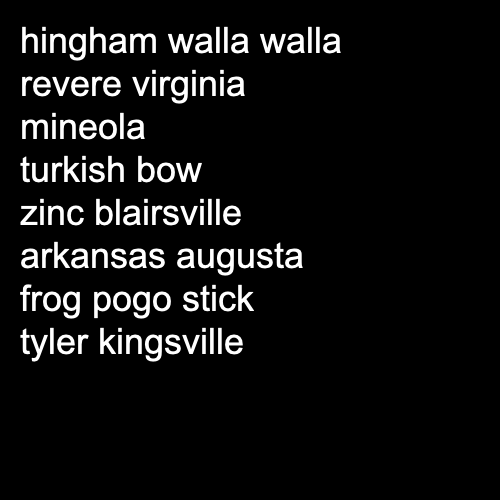 hingham walla walla
revere virginia
mineola
turkish bow
zinc blairsville
arkansas augusta
frog pogo stick
tyler kingsville